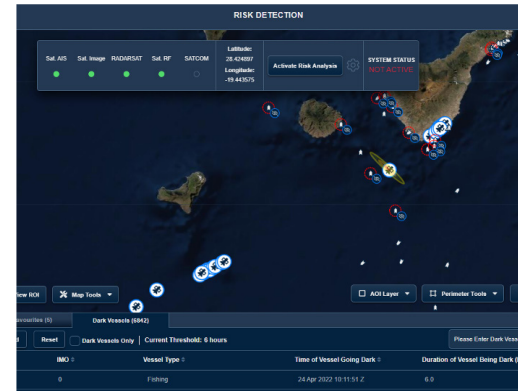 RISK DETECTION
Sat. AIS
Sat. Image
RADARSAT
Sat. RF
SATCOM
Latitude:
28.424897
Longitude:
-19.443575
Activate Risk Analysis
SYSTEM STATUS
NOT ACTIVE
View ROI
Map Tools
AOI Layer
Perimeter Tools
avourites (5)
Dark Vessels (6842)
Reset
Dark Vessels Only
Current Threshold: 6 hours
Please Enter Dark Vesse
IMO
Vessel Type
Time of Vessel Going Dark
Duration of Vessel Being Dark (
0
Fishing
24 Apr 2022 10:11:51 Z
6.0